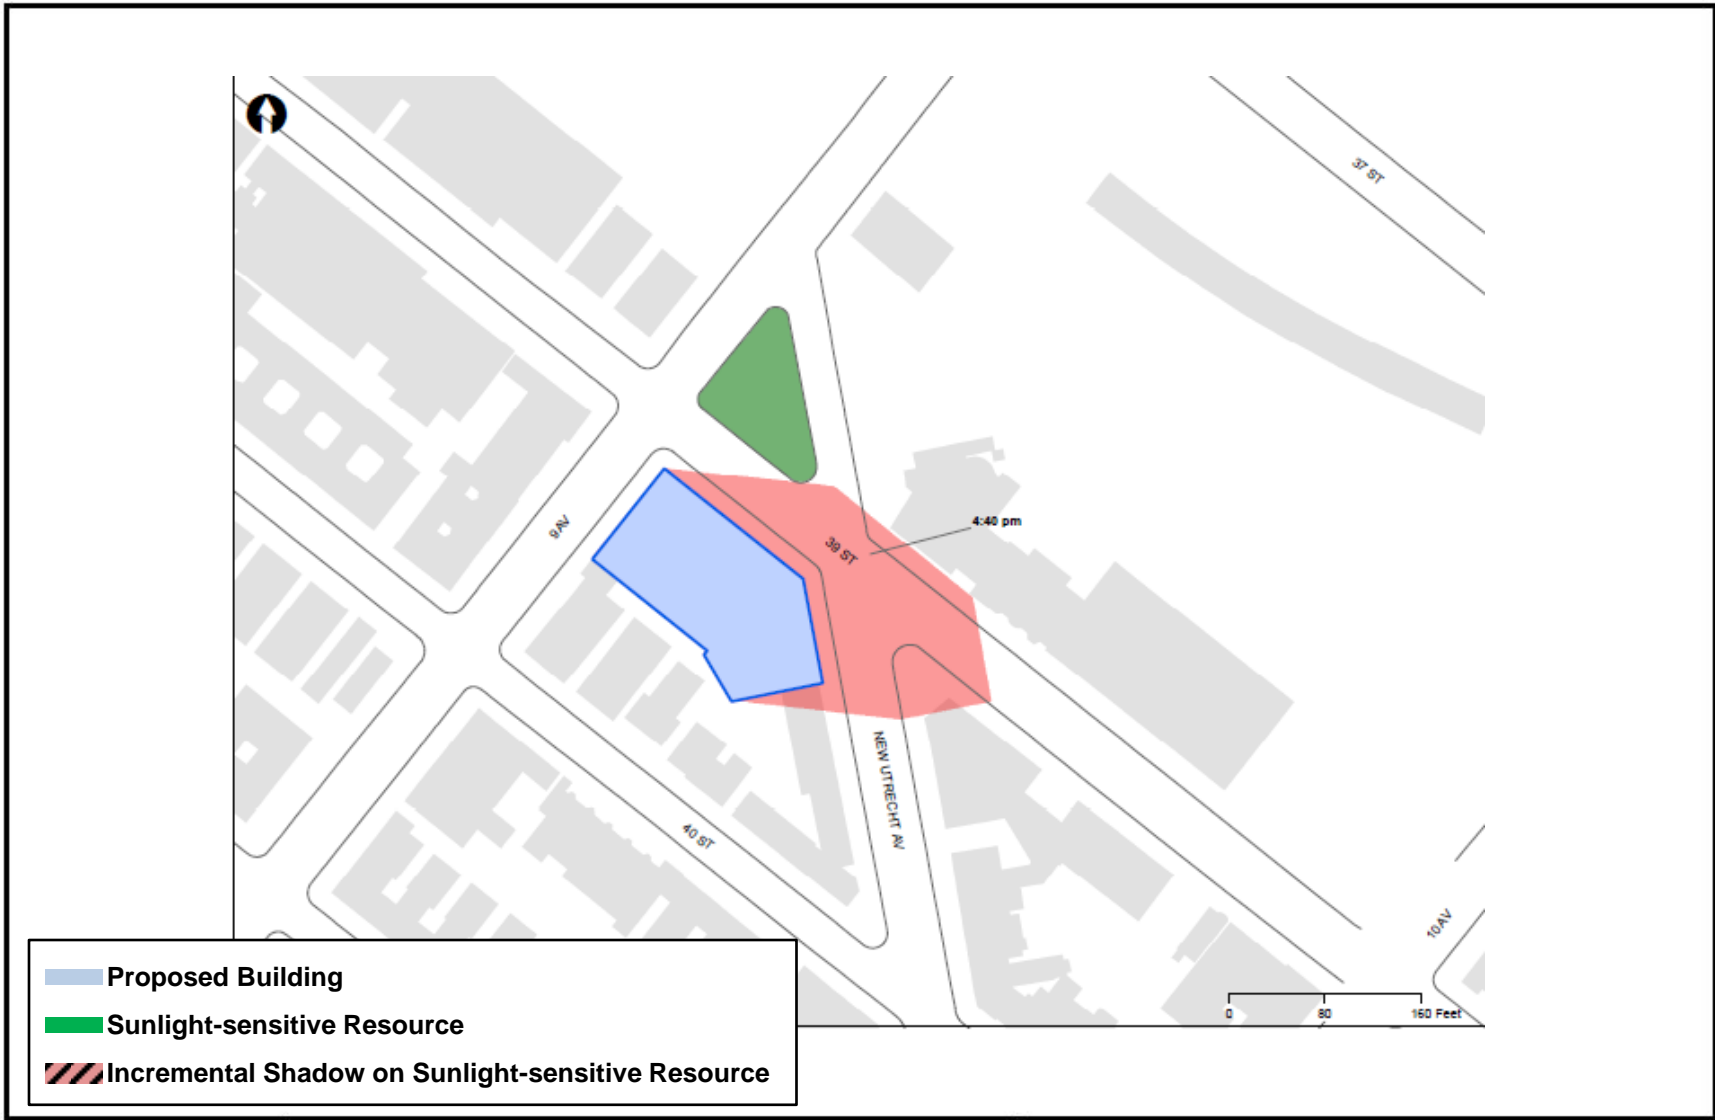 37 ST
4:40 pm
39 ST
9 AV
NEW UTRECHT AV
40 ST
10 AV
0 80 160 Feet
Proposed Building
Sunlight-sensitive Resource
Incremental Shadow on Sunlight-sensitive Resource